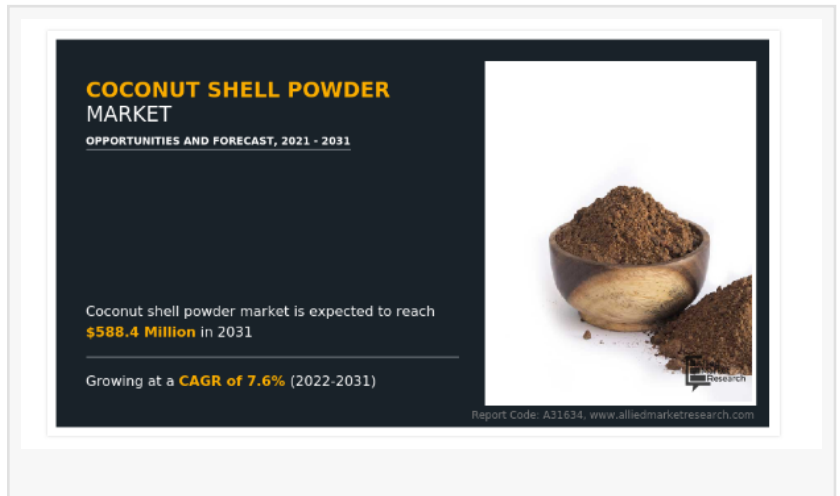 COCONUT SHELL POWDER
MARKET
OPPORTUNITIES AND FORECAST, 2021 - 2031
Coconut shell powder market is expected to reach
$588.4 Million in 2031
Growing at a CAGR of 7.6% (2022-2031)
Research
Report Code: A31634, www.alliedmarketresearch.com